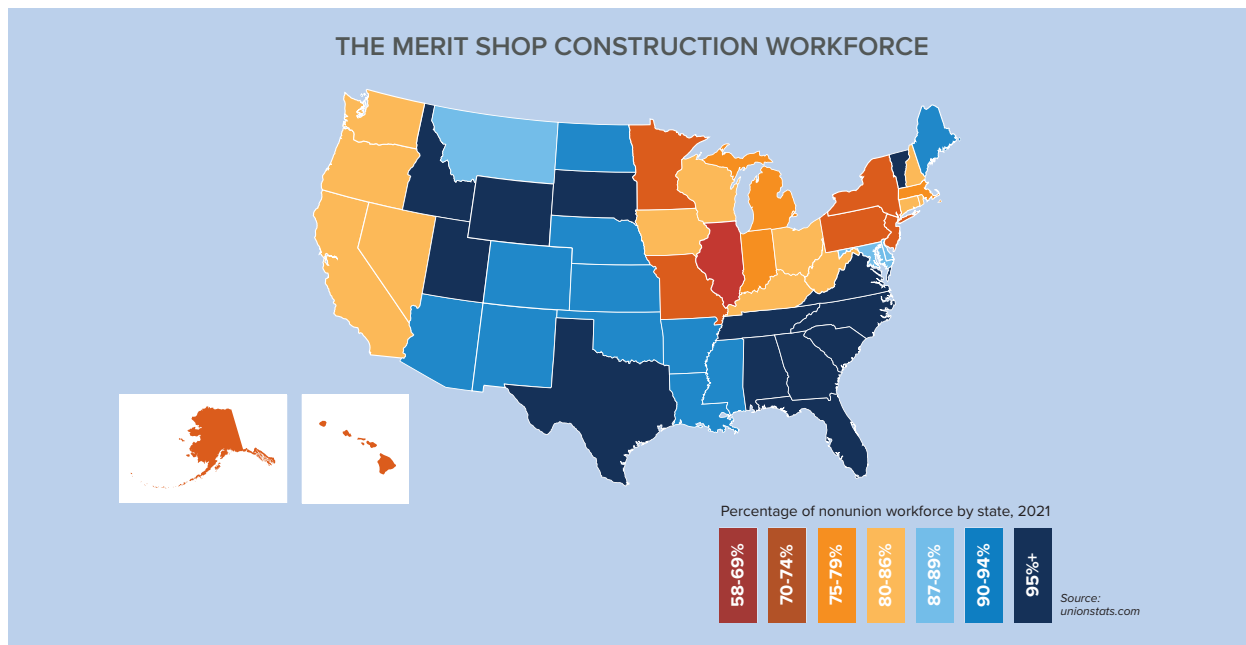 THE MERIT SHOP CONSTRUCTION WORKFORCE
Percentage of nonunion workforce by state, 2021
58-69%
70-74%
75-79%
80-86%
87-89%
90-94%
95%+
Source:
unionstats.com